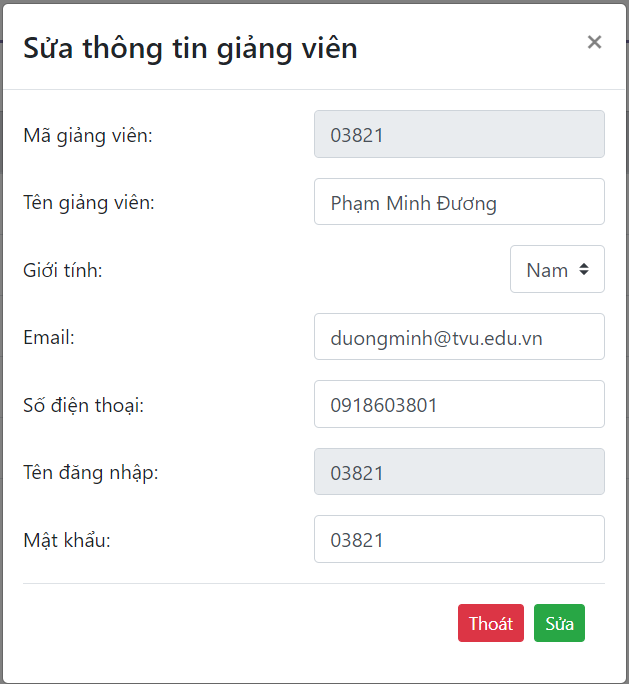 Sửa thông tin giảng viên ×
Mã giảng viên: 03821
Tên giảng viên: Phạm Minh Đương
Giới tính: Nam
Email: duongminh@tvu.edu.vn
Số điện thoại: 0918603801
Tên đăng nhập: 03821
Mật khẩu: 03821
Thoát Sửa